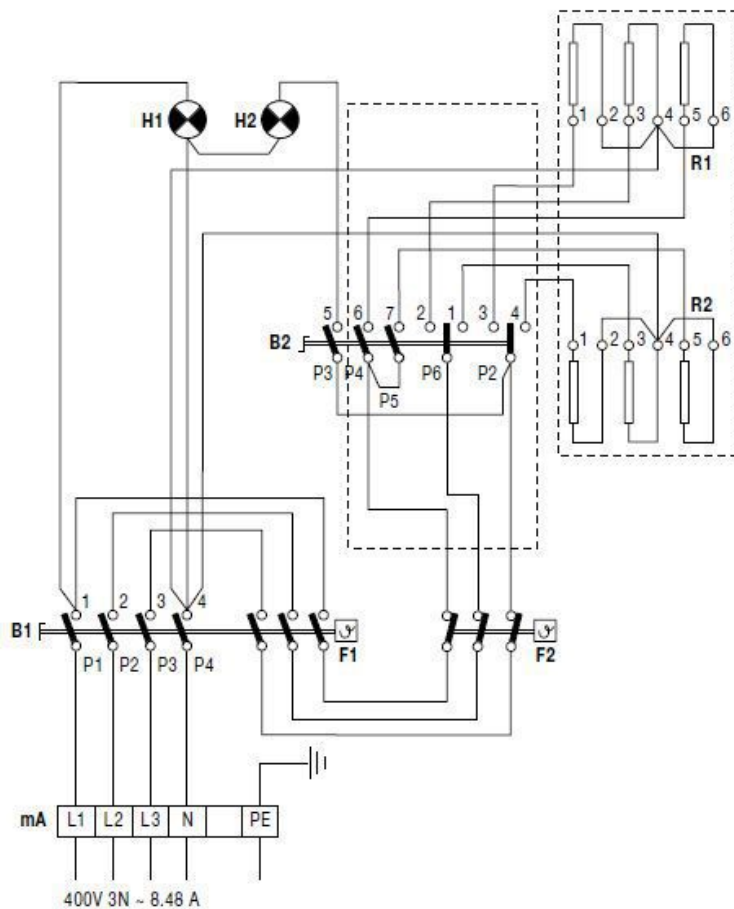 H1 H2
1 2 3 4 5 6
R1
R2
5 6 7 2 1 3 4
1 2 3 4 5 6
B2
P3 P4 P6 P2
P5
1 2 3 4
B1
ϑ ϑ
P1 P2 P3 P4 F1 F2
mA L1 L2 L3 N PE
400V 3N ~ 8.48 A